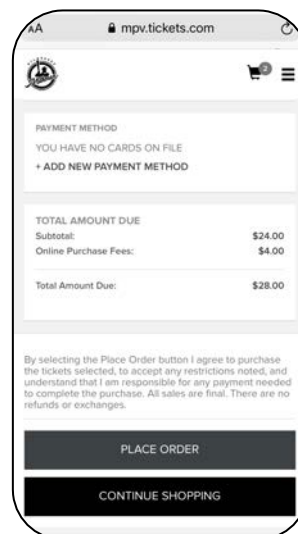 AA mpv.tickets.com
2
PAYMENT METHOD
YOU HAVE NO CARDS ON FILE
+ ADD NEW PAYMENT METHOD
TOTAL AMOUNT DUE
Subtotal: $24.00
Online Purchase Fees: $4.00
Total Amount Due: $28.00
By selecting the Place Order button I agree to purchase
the tickets selected, to accept any restrictions noted, and
understand that I am responsible for any payment needed
to complete the purchase. All sales are final. There are no
refunds or exchanges.
PLACE ORDER
CONTINUE SHOPPING